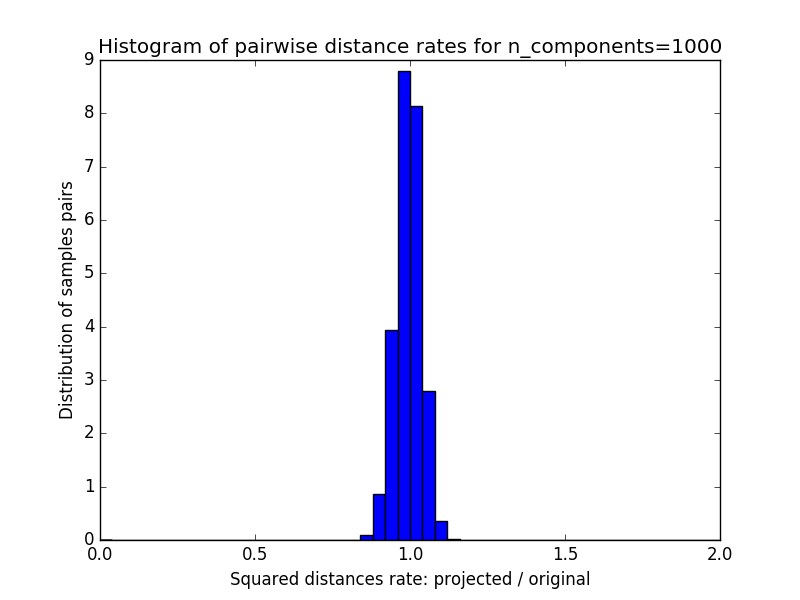 Histogram of pairwise distance rates for n_components=1000
9
8
7
6
5
4
3
2
1
0
Distribution of samples pairs
0.0 0.5 1.0 1.5 2.0
Squared distances rate: projected / original